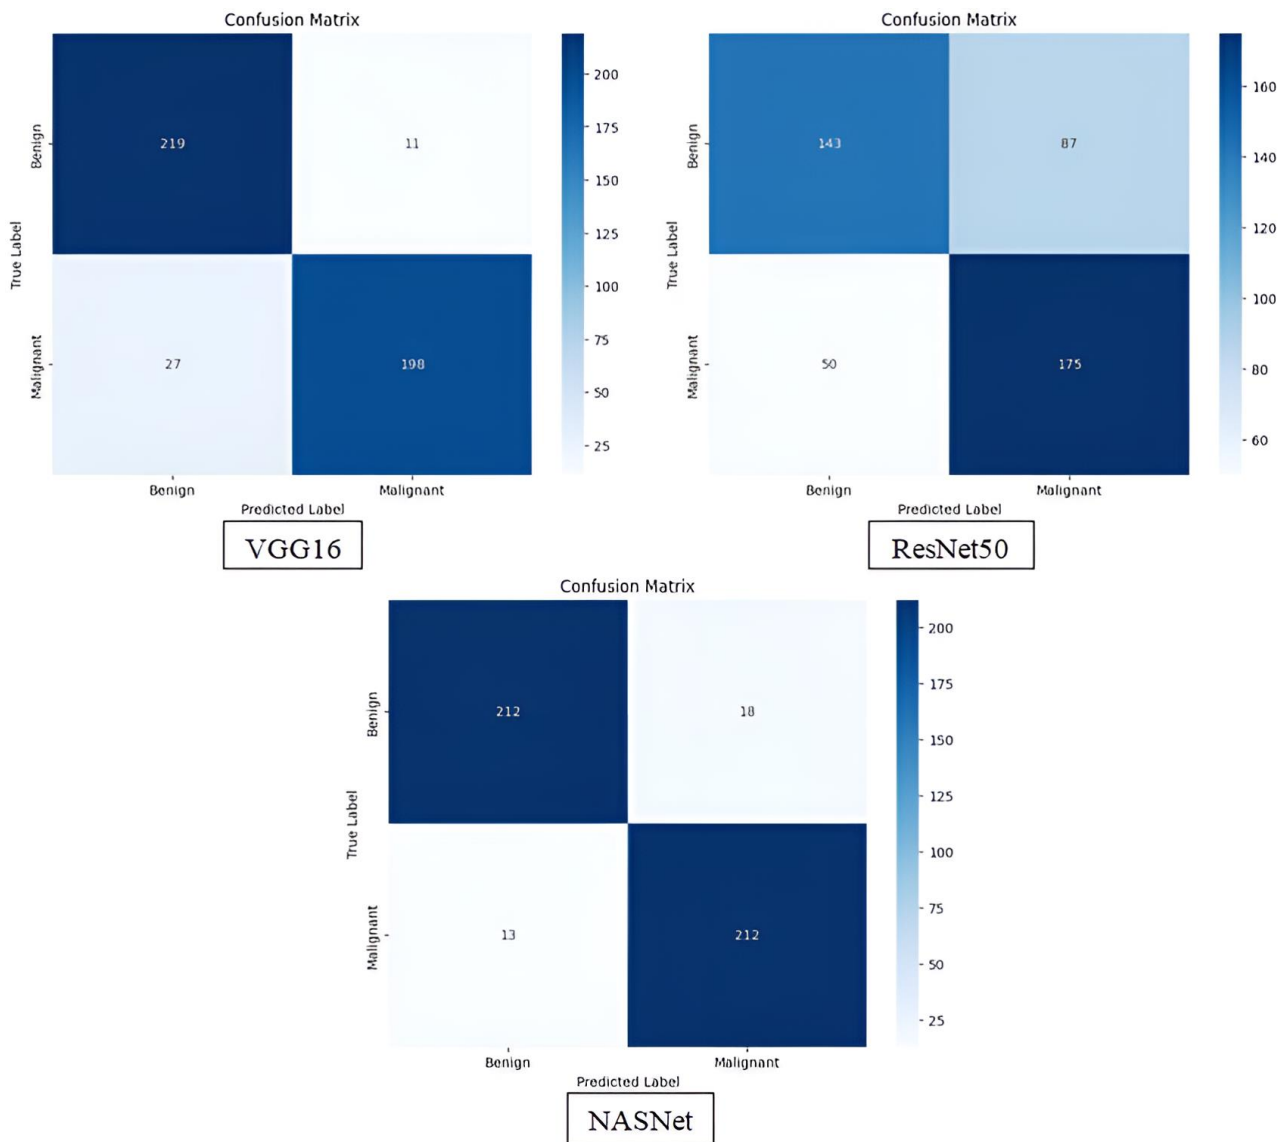 Confusion Matrix
Benign
Malignant
True Label
219
11
27
198
Benign
Malignant
Predicted Label
200
175
150
125
100
75
50
25
VGG16
Confusion Matrix
Benign
Malignant
True Label
143
87
50
175
Benign
Malignant
Predicted Label
160
140
120
100
80
60
ResNet50
Confusion Matrix
Benign
Malignant
True Label
212
18
13
212
Benign
Malignant
Predicted Label
200
175
150
125
100
75
50
25
NASNet